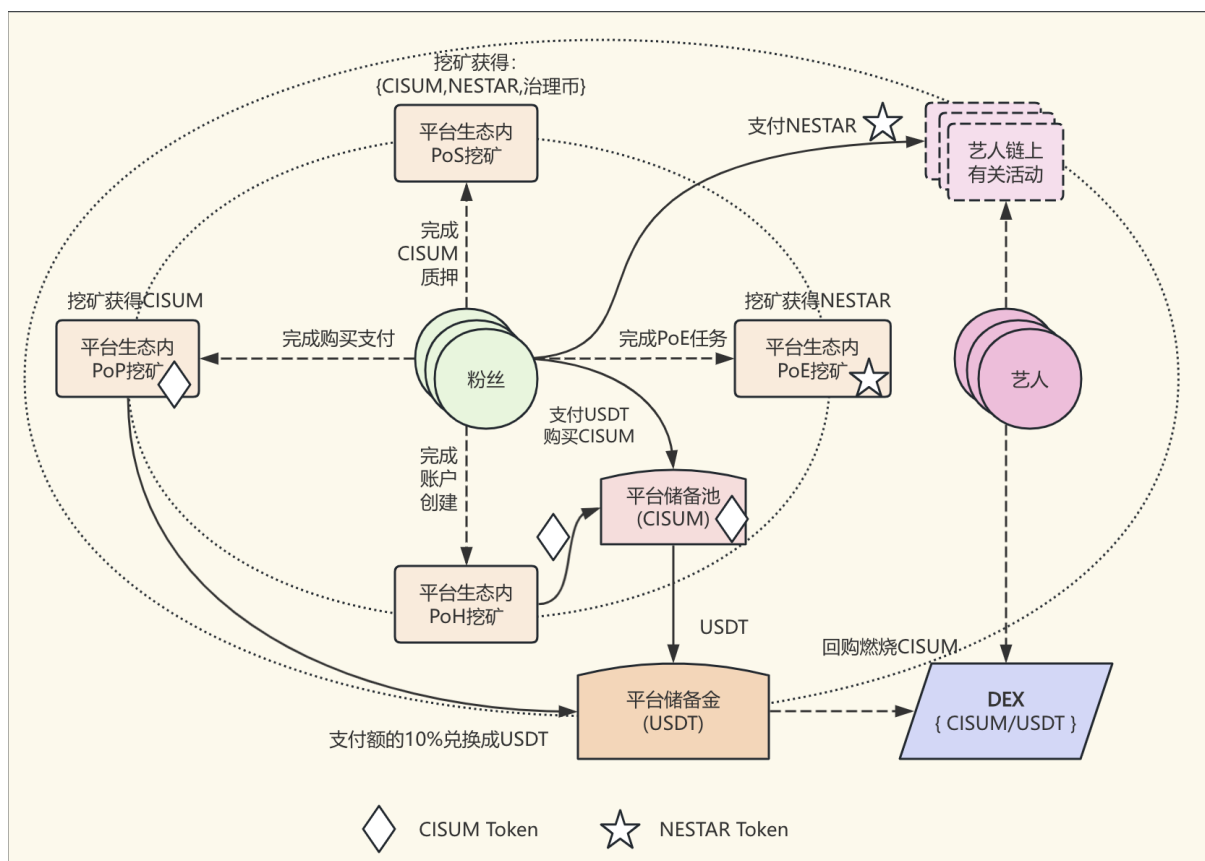 挖矿获得：
{CISUM,NESTAR,治理币}
平台生态内
PoS挖矿
支付NESTAR
艺人链上
有关活动
完成
CISUM
质押
挖矿获得CISUM
平台生态内
PoP挖矿
完成购买支付
粉丝
完成PoE任务
挖矿获得NESTAR
平台生态内
PoE挖矿
艺人
支付USDT
购买CISUM
完成
账户
创建
平台储备池
(CISUM)
平台生态内
PoH挖矿
USDT
回购燃烧CISUM
平台储备金
(USDT)
DEX
{ CISUM/USDT }
支付额的10%兑换成USDT
CISUM Token
NESTAR Token